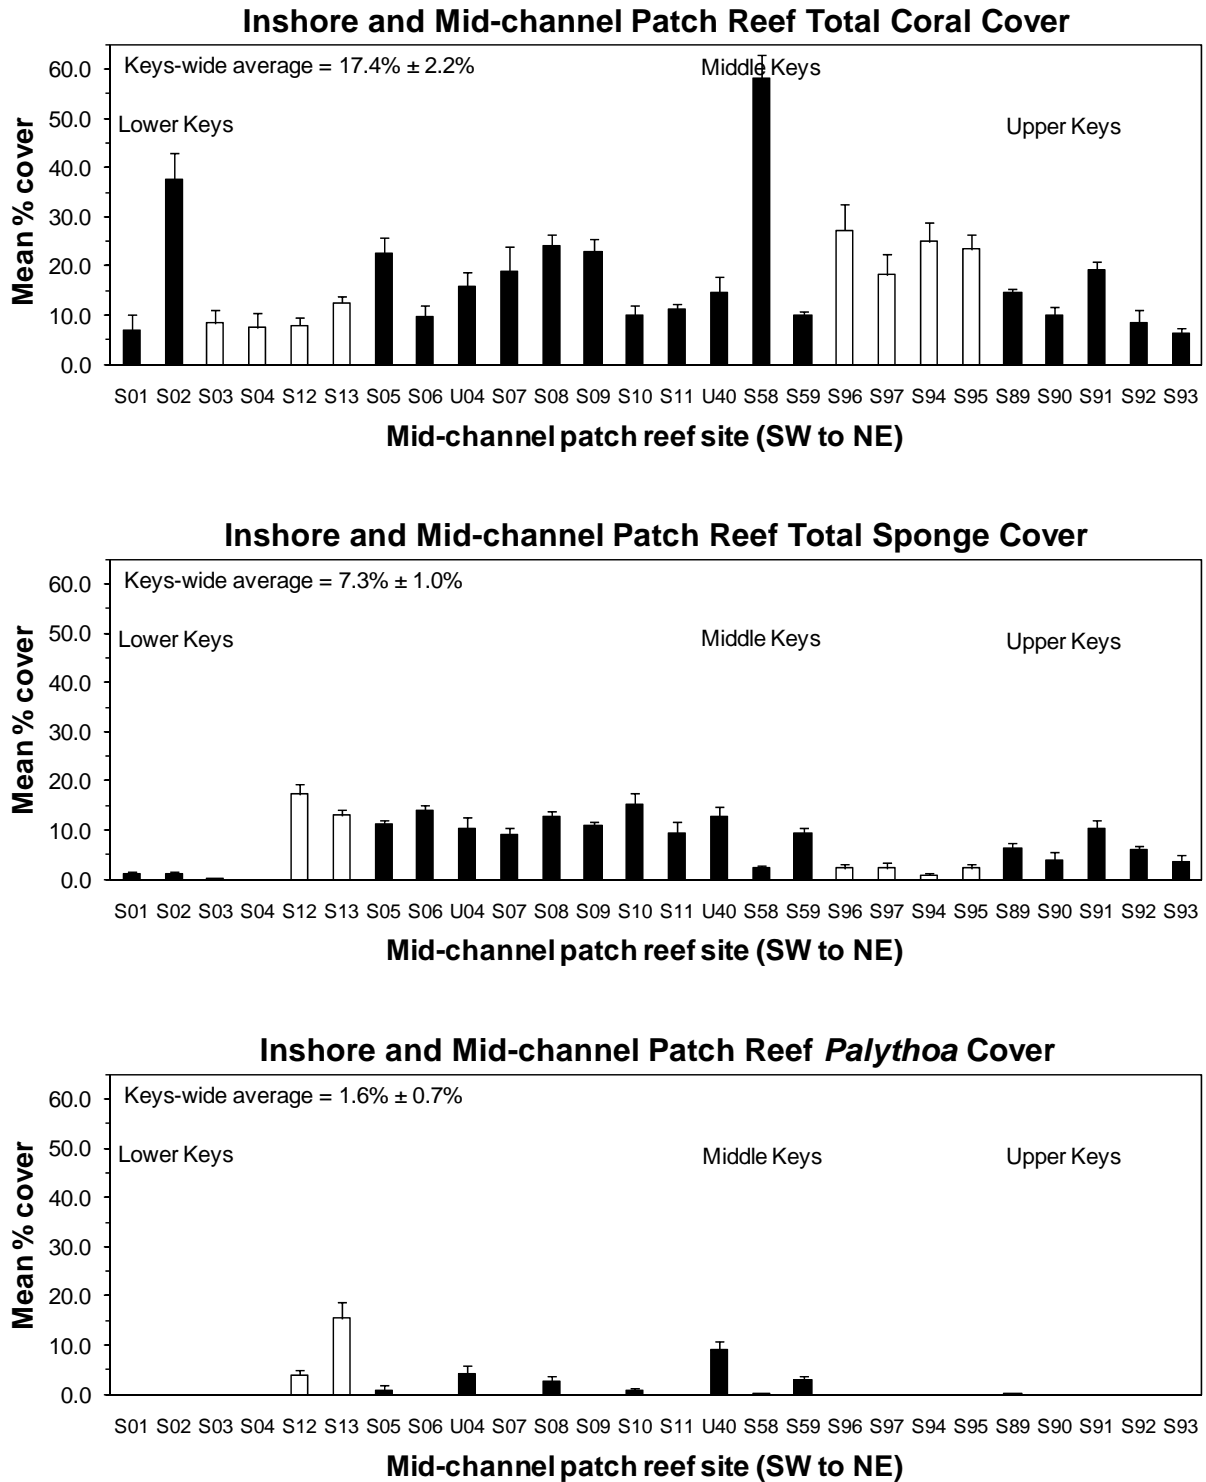 Inshore and Mid-channel Patch Reef Total Coral Cover
Keys-wide average = 17.4% ± 2.2%
Middle Keys
Lower Keys
Upper Keys
Mean % cover
60.0
50.0
40.0
30.0
20.0
10.0
0.0
S01 S02 S03 S04 S12 S13 S05 S06 U04 S07 S08 S09 S10 S11 U40 S58 S59 S96 S97 S94 S95 S89 S90 S91 S92 S93
Mid-channel patch reef site (SW to NE)
Inshore and Mid-channel Patch Reef Total Sponge Cover
Keys-wide average = 7.3% ± 1.0%
Lower Keys
Middle Keys
Upper Keys
Mean % cover
60.0
50.0
40.0
30.0
20.0
10.0
0.0
S01 S02 S03 S04 S12 S13 S05 S06 U04 S07 S08 S09 S10 S11 U40 S58 S59 S96 S97 S94 S95 S89 S90 S91 S92 S93
Mid-channel patch reef site (SW to NE)
Inshore and Mid-channel Patch Reef Palythoa Cover
Keys-wide average = 1.6% ± 0.7%
Lower Keys
Middle Keys
Upper Keys
Mean % cover
60.0
50.0
40.0
30.0
20.0
10.0
0.0
S01 S02 S03 S04 S12 S13 S05 S06 U04 S07 S08 S09 S10 S11 U40 S58 S59 S96 S97 S94 S95 S89 S90 S91 S92 S93
Mid-channel patch reef site (SW to NE)